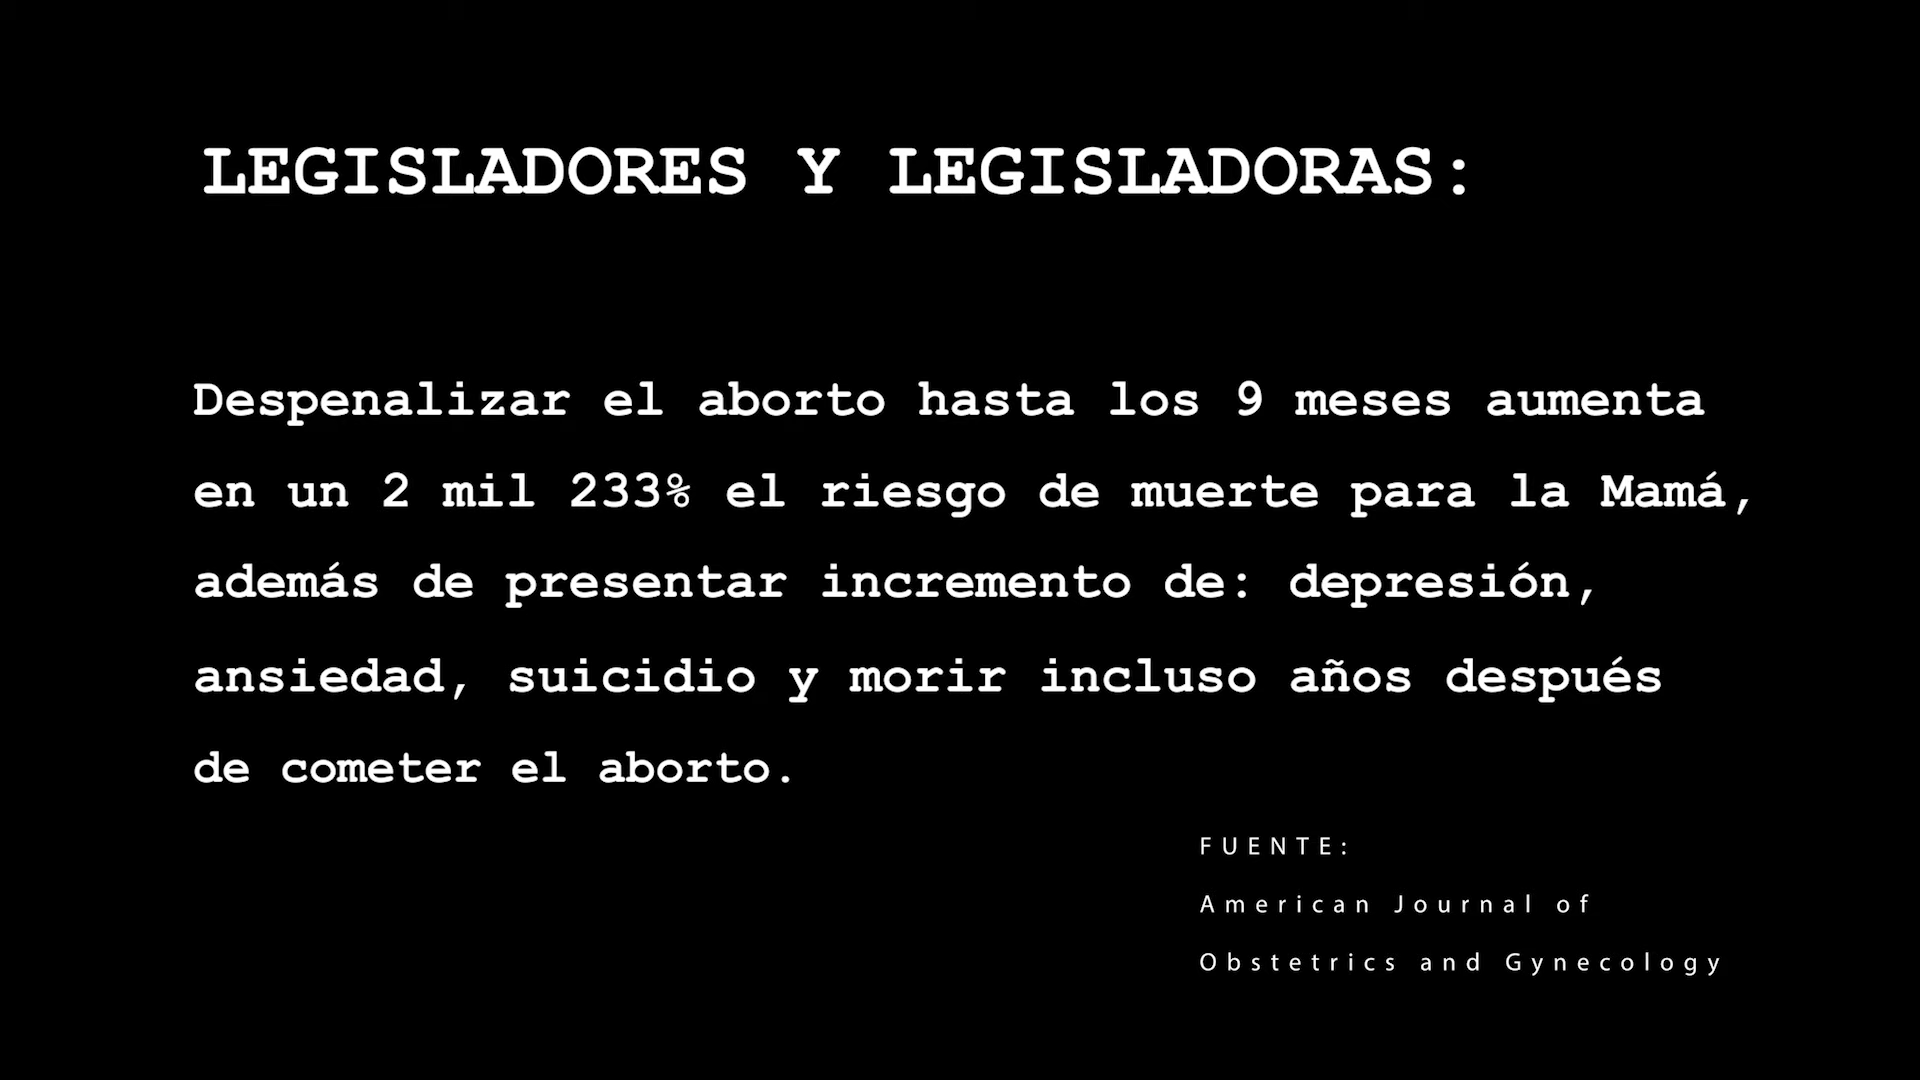 LEGISLADORES Y LEGISLADORAS:
Despenalizar el aborto hasta los 9 meses aumenta
en un 2 mil 233% el riesgo de muerte para la Mamá,
además de presentar incremento de: depresión,
ansiedad, suicidio y morir incluso años después
de cometer el aborto.
FUENTE:
American Journal of
Obstetrics and Gynecology